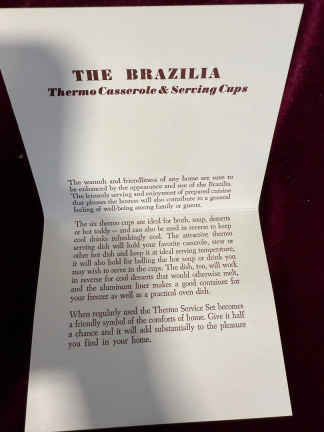 THE BRAZILIA
Thermo Casserole & Serving Cups
The warmth and friendliness of any home are sure to
be enhanced by the appearance and use of the Brazilia.
The leisurely serving and enjoyment of prepared cuisine
that pleases the hostess will also contribute to a general
feeling of well-being among family or guests.
The six thermo cups are ideal for broth, soup, desserts
or hot toddy — and can also be used in reverse to keep
cool drinks refreshingly cool. The attractive thermo
serving dish will hold your favorite casserole, stew or
other hot dish and keep it at ideal serving temperature,
it will also hold for ladling the hot soup or drink you
may wish to serve in the cups. The dish, too, will work
in reverse for cool desserts that would otherwise melt,
and the aluminum liner makes a good container for
your freezer as well as a practical oven dish.
When regularly used the Thermo Service Set becomes
a friendly symbol of the comforts of home. Give it half
a chance and it will add substantially to the pleasure
you find in your home.